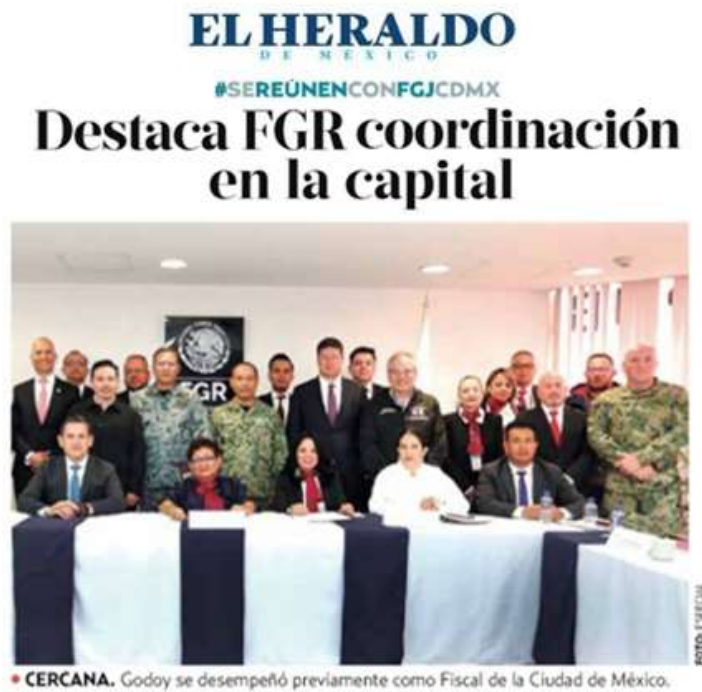 EL HERALDO
DE MÉXICO
#SEREÚNENCONFGJCDMX
Destaca FGR coordinación
en la capital
FGR
FOTO: ESPECIAL
• CERCANA. Godoy se desempeñó previamente como Fiscal de la Ciudad de México.